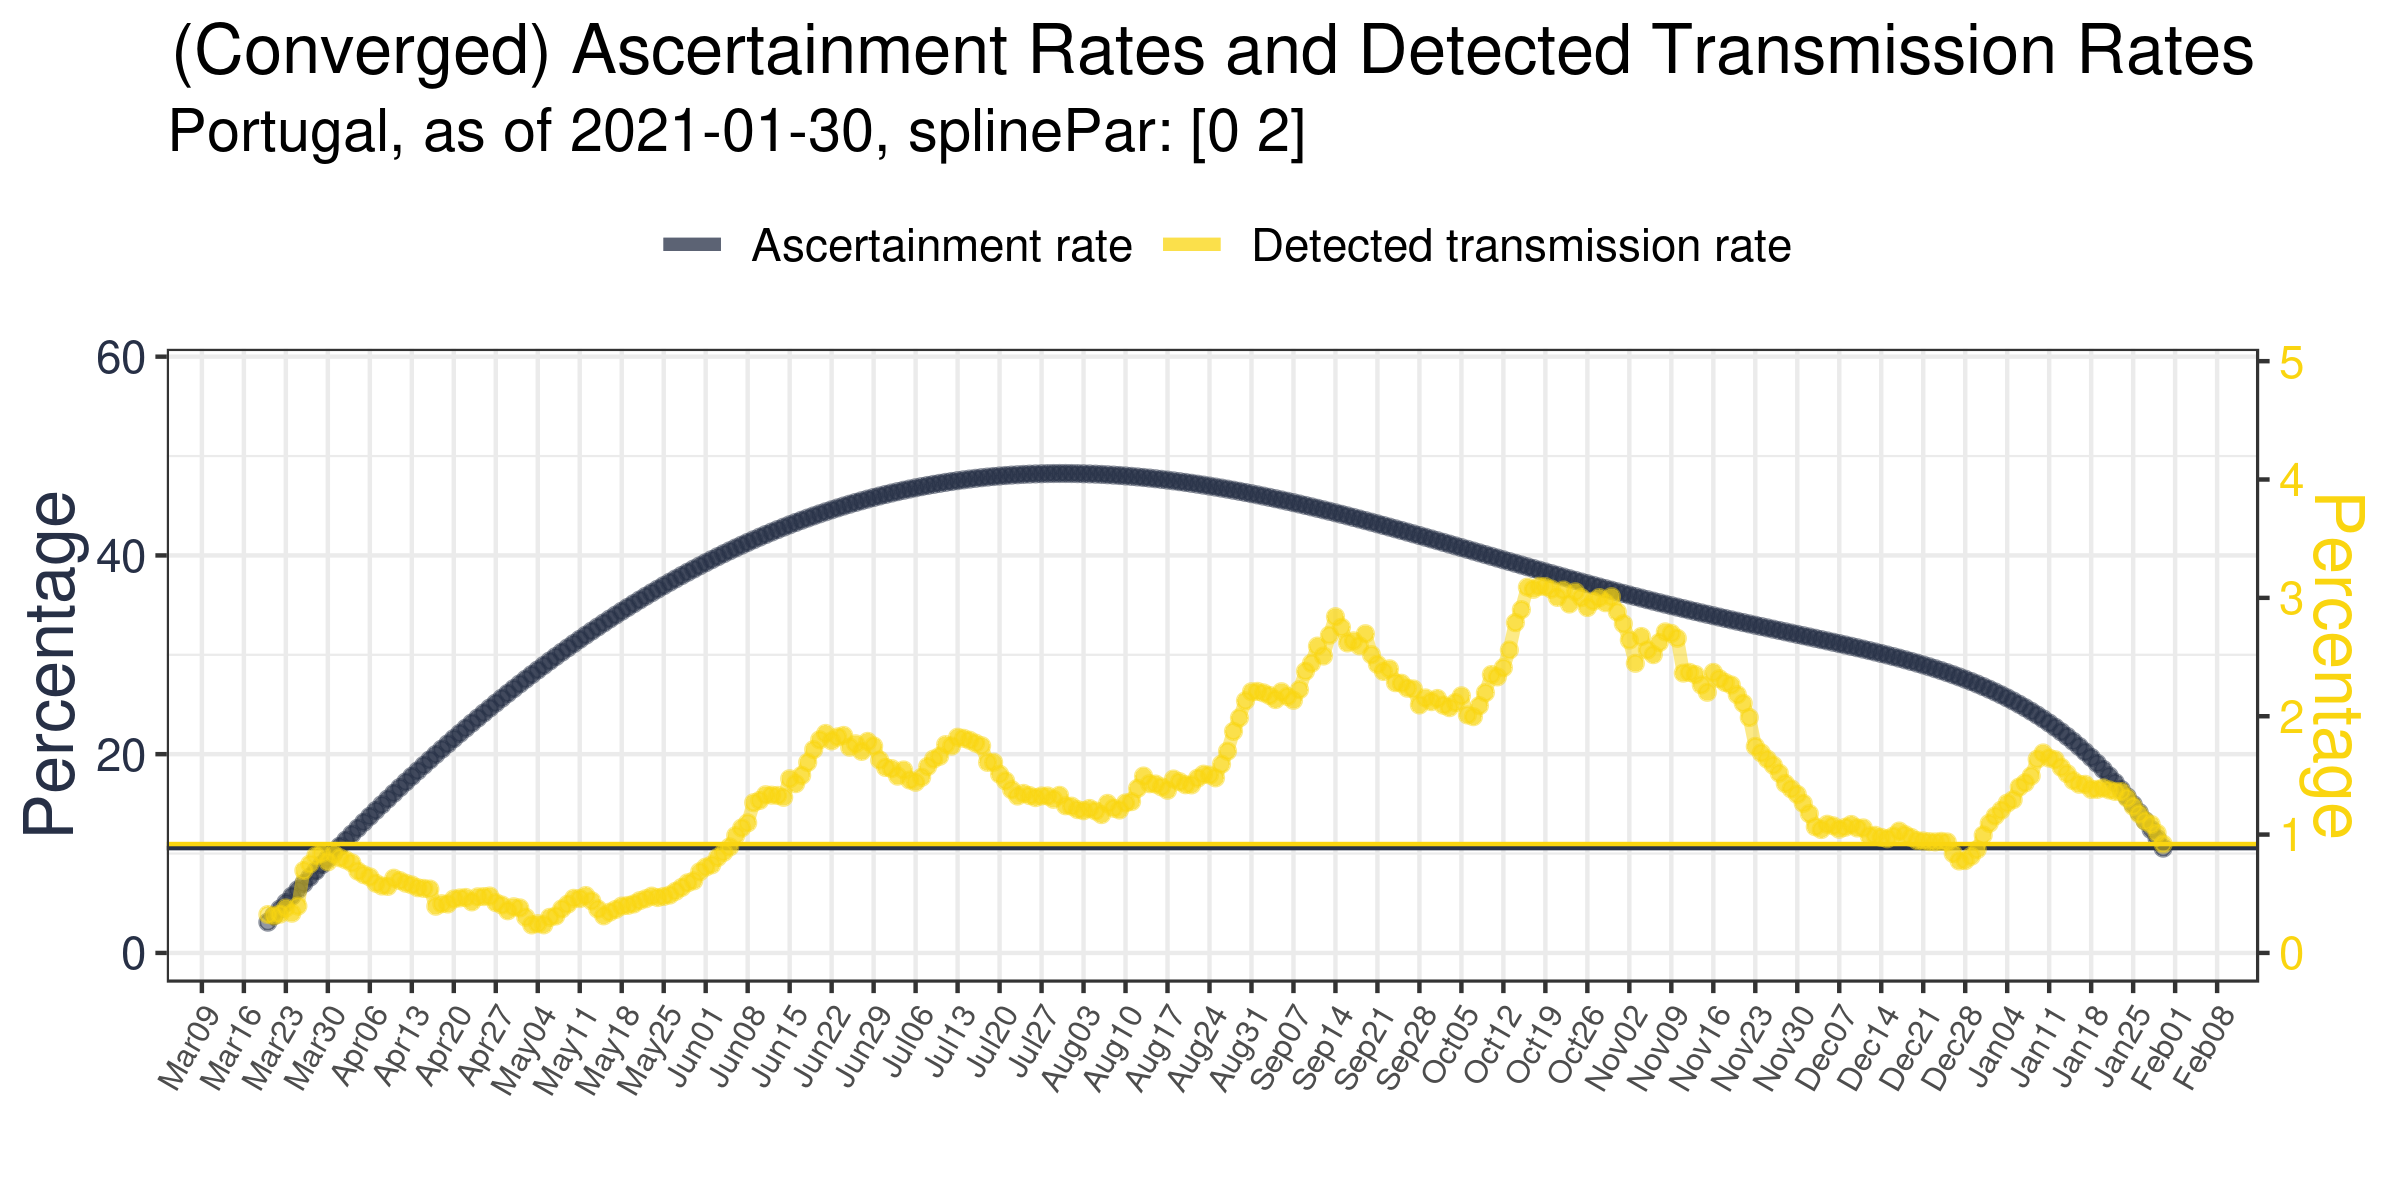 (Converged) Ascertainment Rates and Detected Transmission Rates
Portugal, as of 2021-01-30, splinePar: [0 2]
Ascertainment rate Detected transmission rate
Percentage
60
40
20
0
5
4
3
2
1
0
Percentage
Mar09 Mar16 Mar23 Mar30 Apr06 Apr13 Apr20 Apr27 May04 May11 May18 May25 Jun01 Jun08 Jun15 Jun22 Jun29 Jul06 Jul13 Jul20 Jul27 Aug03 Aug10 Aug17 Aug24 Aug31 Sep07 Sep14 Sep21 Sep28 Oct05 Oct12 Oct19 Oct26 Nov02 Nov09 Nov16 Nov23 Nov30 Dec07 Dec14 Dec21 Dec28 Jan04 Jan11 Jan18 Jan25 Feb01 Feb08